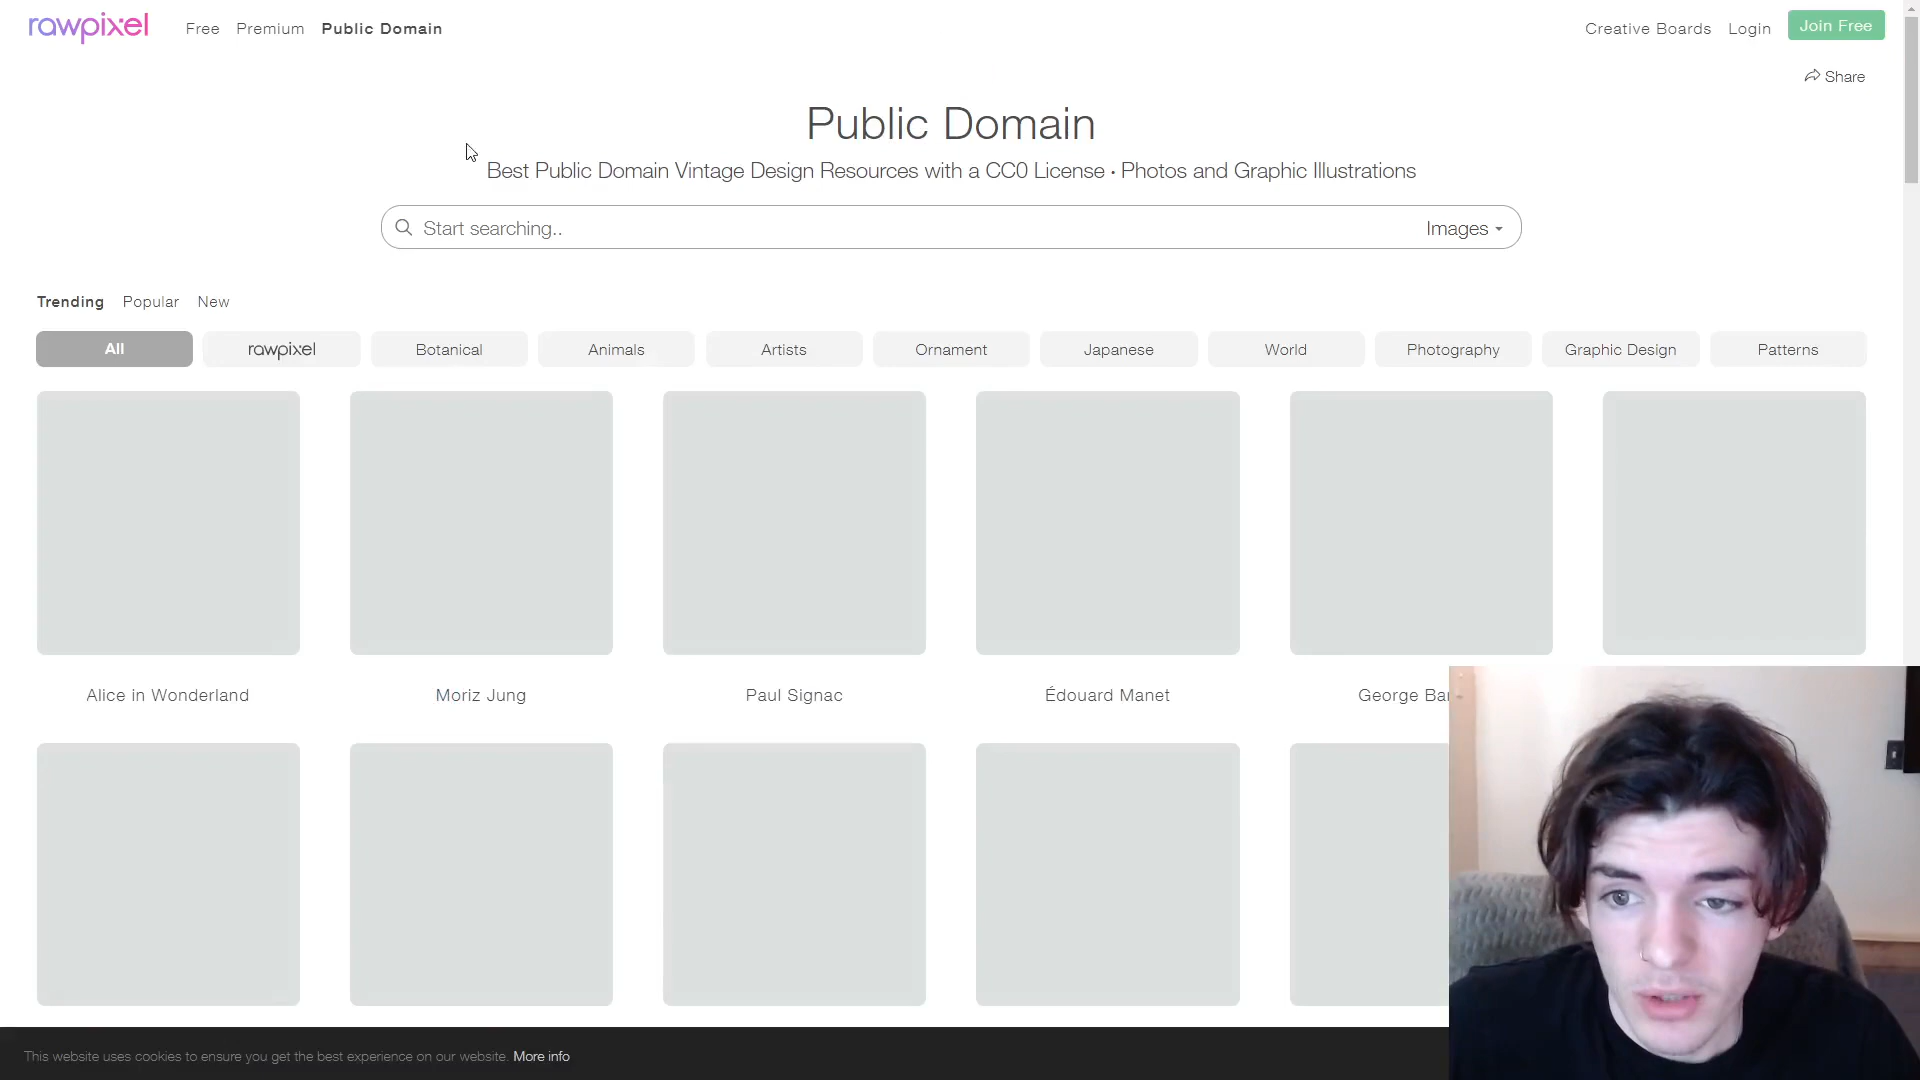 rawpixel Free Premium Public Domain Creative Boards Login Join Free
Share
Public Domain
Best Public Domain Vintage Design Resources with a CC0 License • Photos and Graphic Illustrations
Start searching.. Images
Trending Popular New
All rawpixel Botanical Animals Artists Ornament Japanese World Photography Graphic Design Patterns
Alice in Wonderland Moriz Jung Paul Signac Édouard Manet George Bar
This website uses cookies to ensure you get the best experience on our website. More info